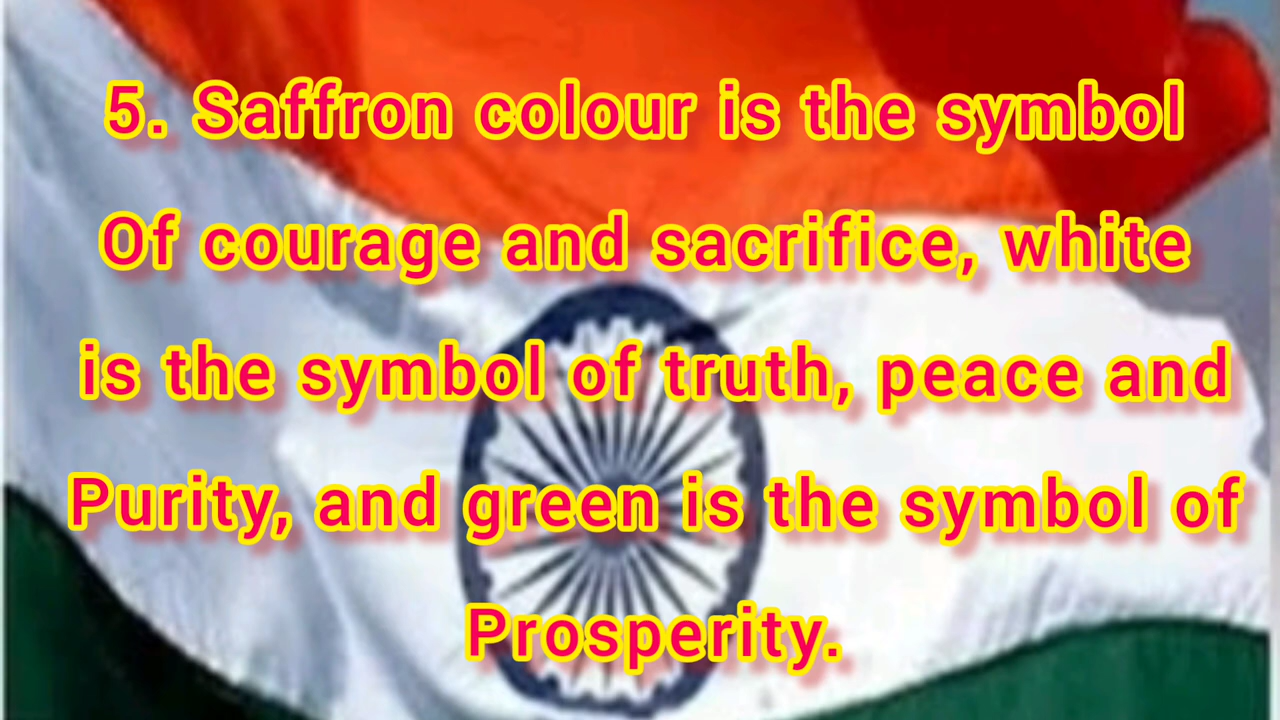 5. Saffron colour is the symbol
Of courage and sacrifice, white
is the symbol of truth, peace and
Purity, and green is the symbol of
Prosperity.